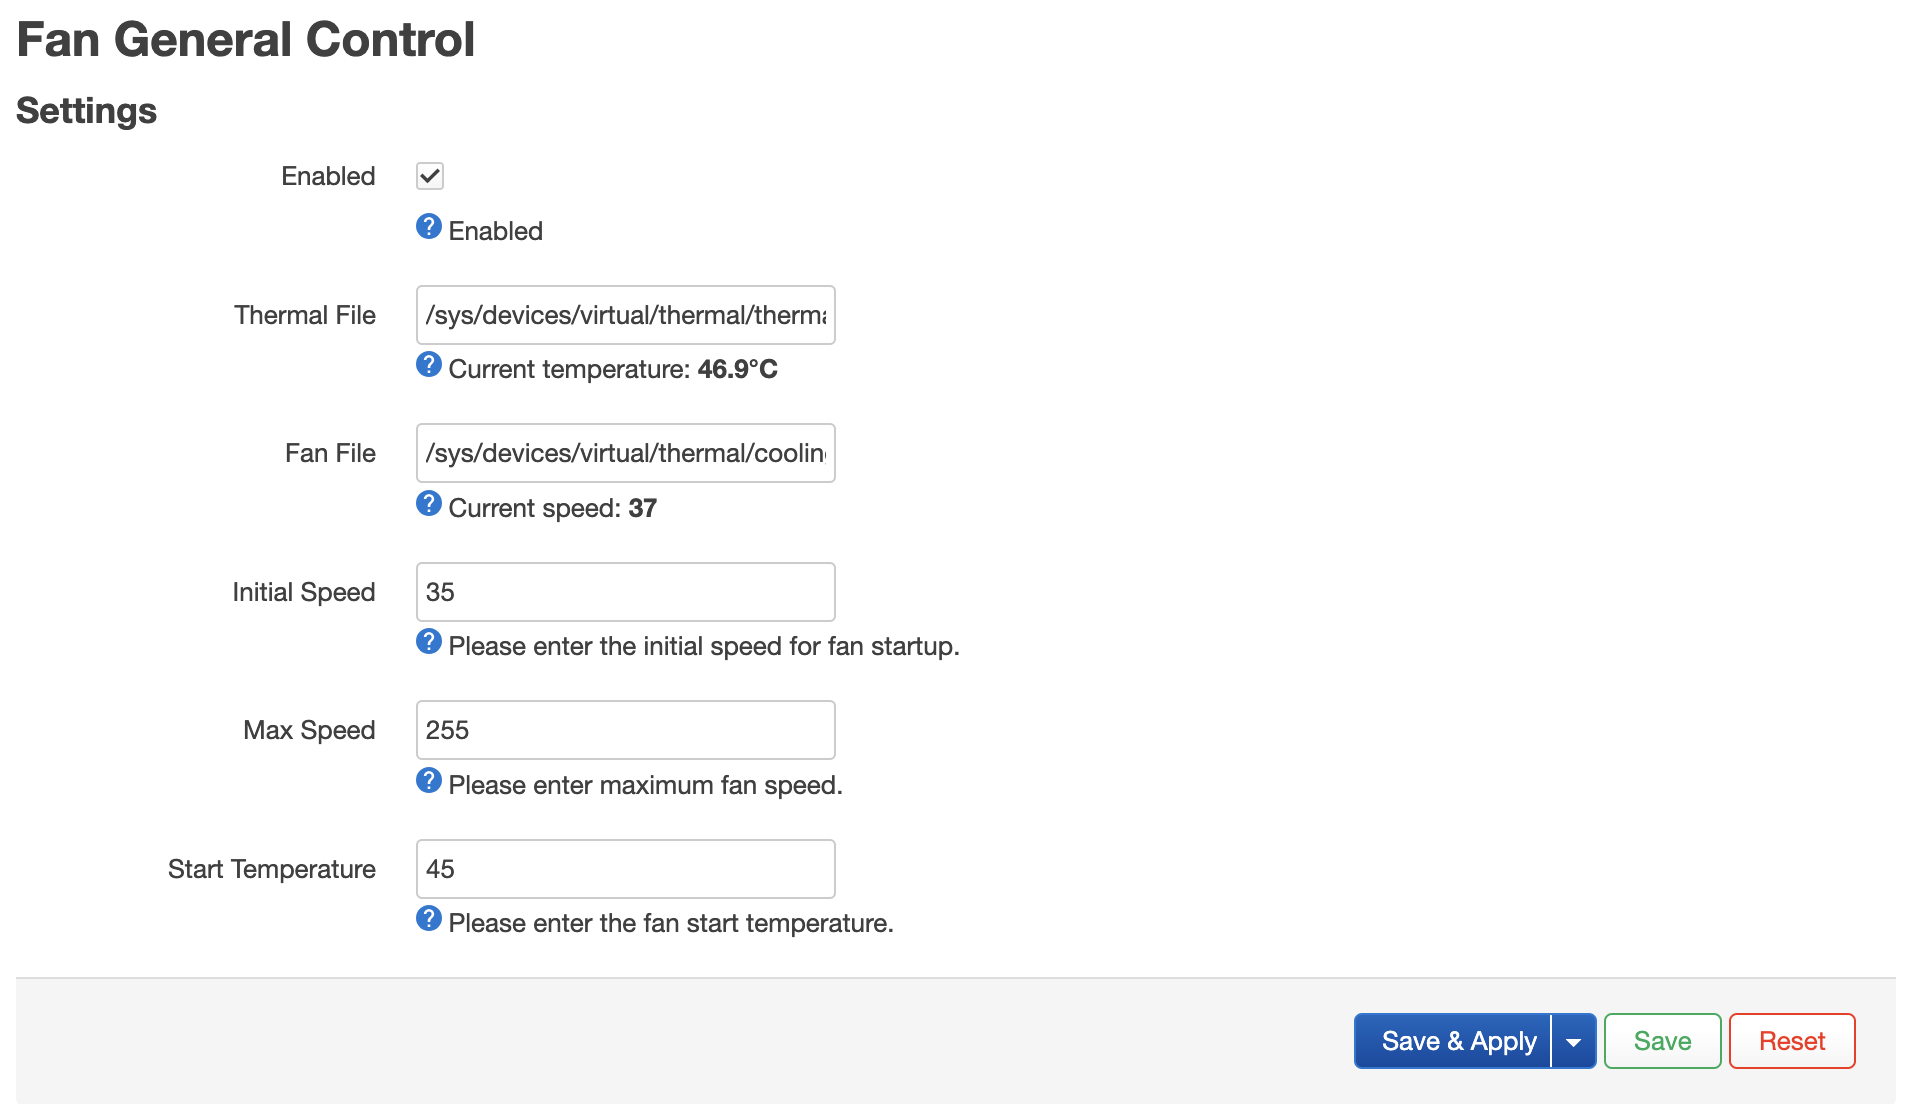 Fan General Control
Settings
Enabled
? Enabled
Thermal File
/sys/devices/virtual/thermal/therma
? Current temperature: 46.9°C
Fan File
/sys/devices/virtual/thermal/coolin
? Current speed: 37
Initial Speed
35
? Please enter the initial speed for fan startup.
Max Speed
255
? Please enter maximum fan speed.
Start Temperature
45
? Please enter the fan start temperature.
Save & Apply
Save
Reset